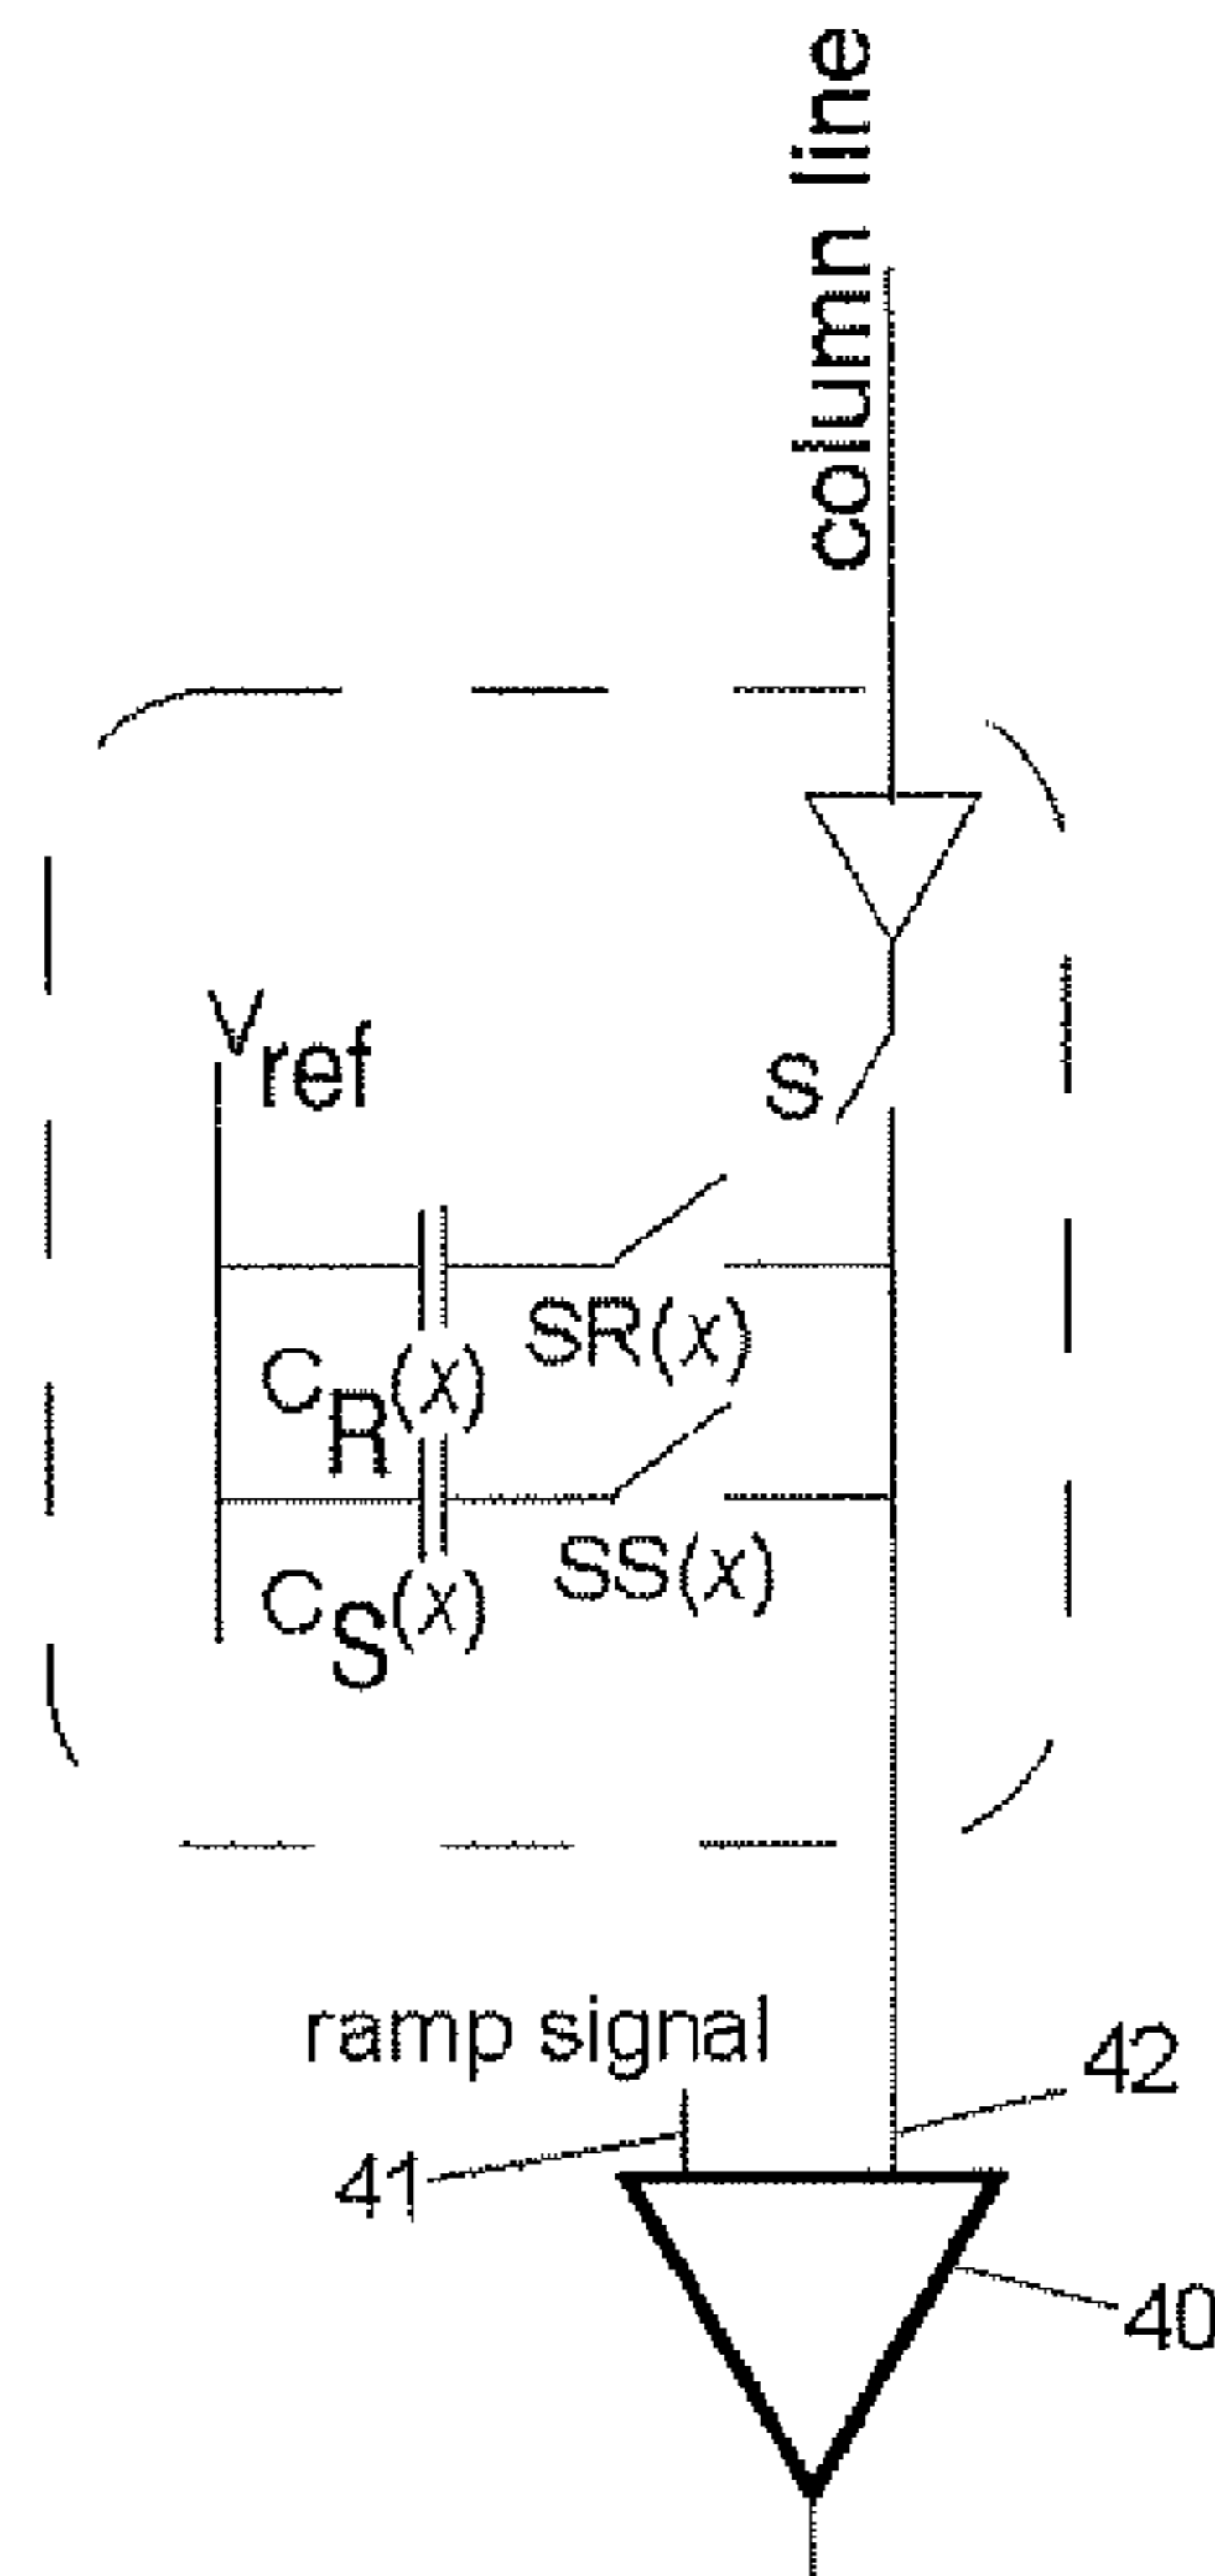 column line
Vref
S
SR(x)
CR(x)
SS(x)
CS(x)
ramp signal
42
41
40